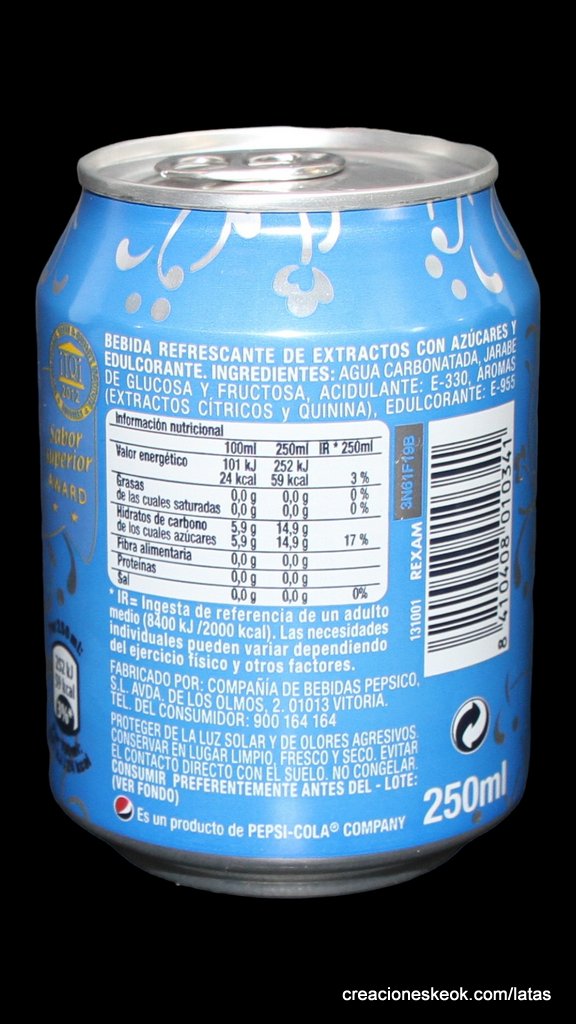 BEBIDA REFRESCANTE DE EXTRACTOS CON AZÚCARES Y
EDULCORANTE. INGREDIENTES: AGUA CARBONATADA, JARABE
DE GLUCOSA Y FRUCTOSA, ACIDULANTE: E-330, AROMAS
(EXTRACTOS CÍTRICOS y QUININA), EDULCORANTE: E-955
2012
Sabor
Superior
AWARD
Información nutricional
100ml 250ml IR * 250ml
Valor energético 101 kJ 252 kJ
24 kcal 59 kcal 3 %
Grasas 0,0 g 0,0 g 0 %
de las cuales saturadas 0,0 g 0,0 g 0 %
Hidratos de carbono 5,9 g 14,9 g
de los cuales azúcares 5,9 g 14,9 g 17 %
Fibra alimentaria 0,0 g 0,0 g
Proteínas 0,0 g 0,0 g
Sal 0,0 g 0,0 g 0%
3N61F19B
131001 REXAM
8 410408 010341
* IR= Ingesta de referencia de un adulto
medio (8400 kJ /2000 kcal). Las necesidades
individuales pueden variar dependiendo
del ejercicio físico y otros factores.
FABRICADO POR: COMPAÑÍA DE BEBIDAS PEPSICO,
S.L. AVDA. DE LOS OLMOS, 2. 01013 VITORIA.
TEL. DEL CONSUMIDOR: 900 164 164
PROTEGER DE LA LUZ SOLAR Y DE OLORES AGRESIVOS.
CONSERVAR EN LUGAR LIMPIO, FRESCO Y SECO. EVITAR
EL CONTACTO DIRECTO CON EL SUELO. NO CONGELAR.
CONSUMIR PREFERENTEMENTE ANTES DEL - LOTE:
(VER FONDO)
250ml
Es un producto de PEPSI-COLA® COMPANY
creacioneskeok.com/latas